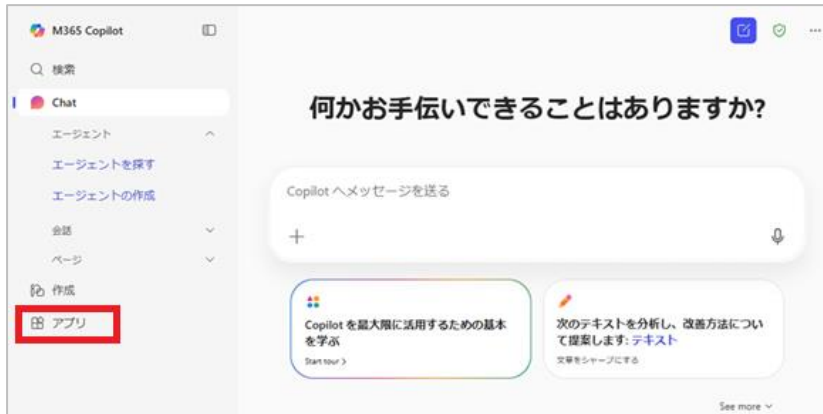 M365 Copilot
検索
Chat
エージェント
エージェントを探す
エージェントの作成
会話
ページ
作成
アプリ
何かお手伝いできることはありますか?
Copilot へメッセージを送る
Copilot を最大限に活用するための基本
を学ぶ
Start tour >
次のテキストを分析し、改善方法につい
て提案します: テキスト
文章をシャープにする
See more